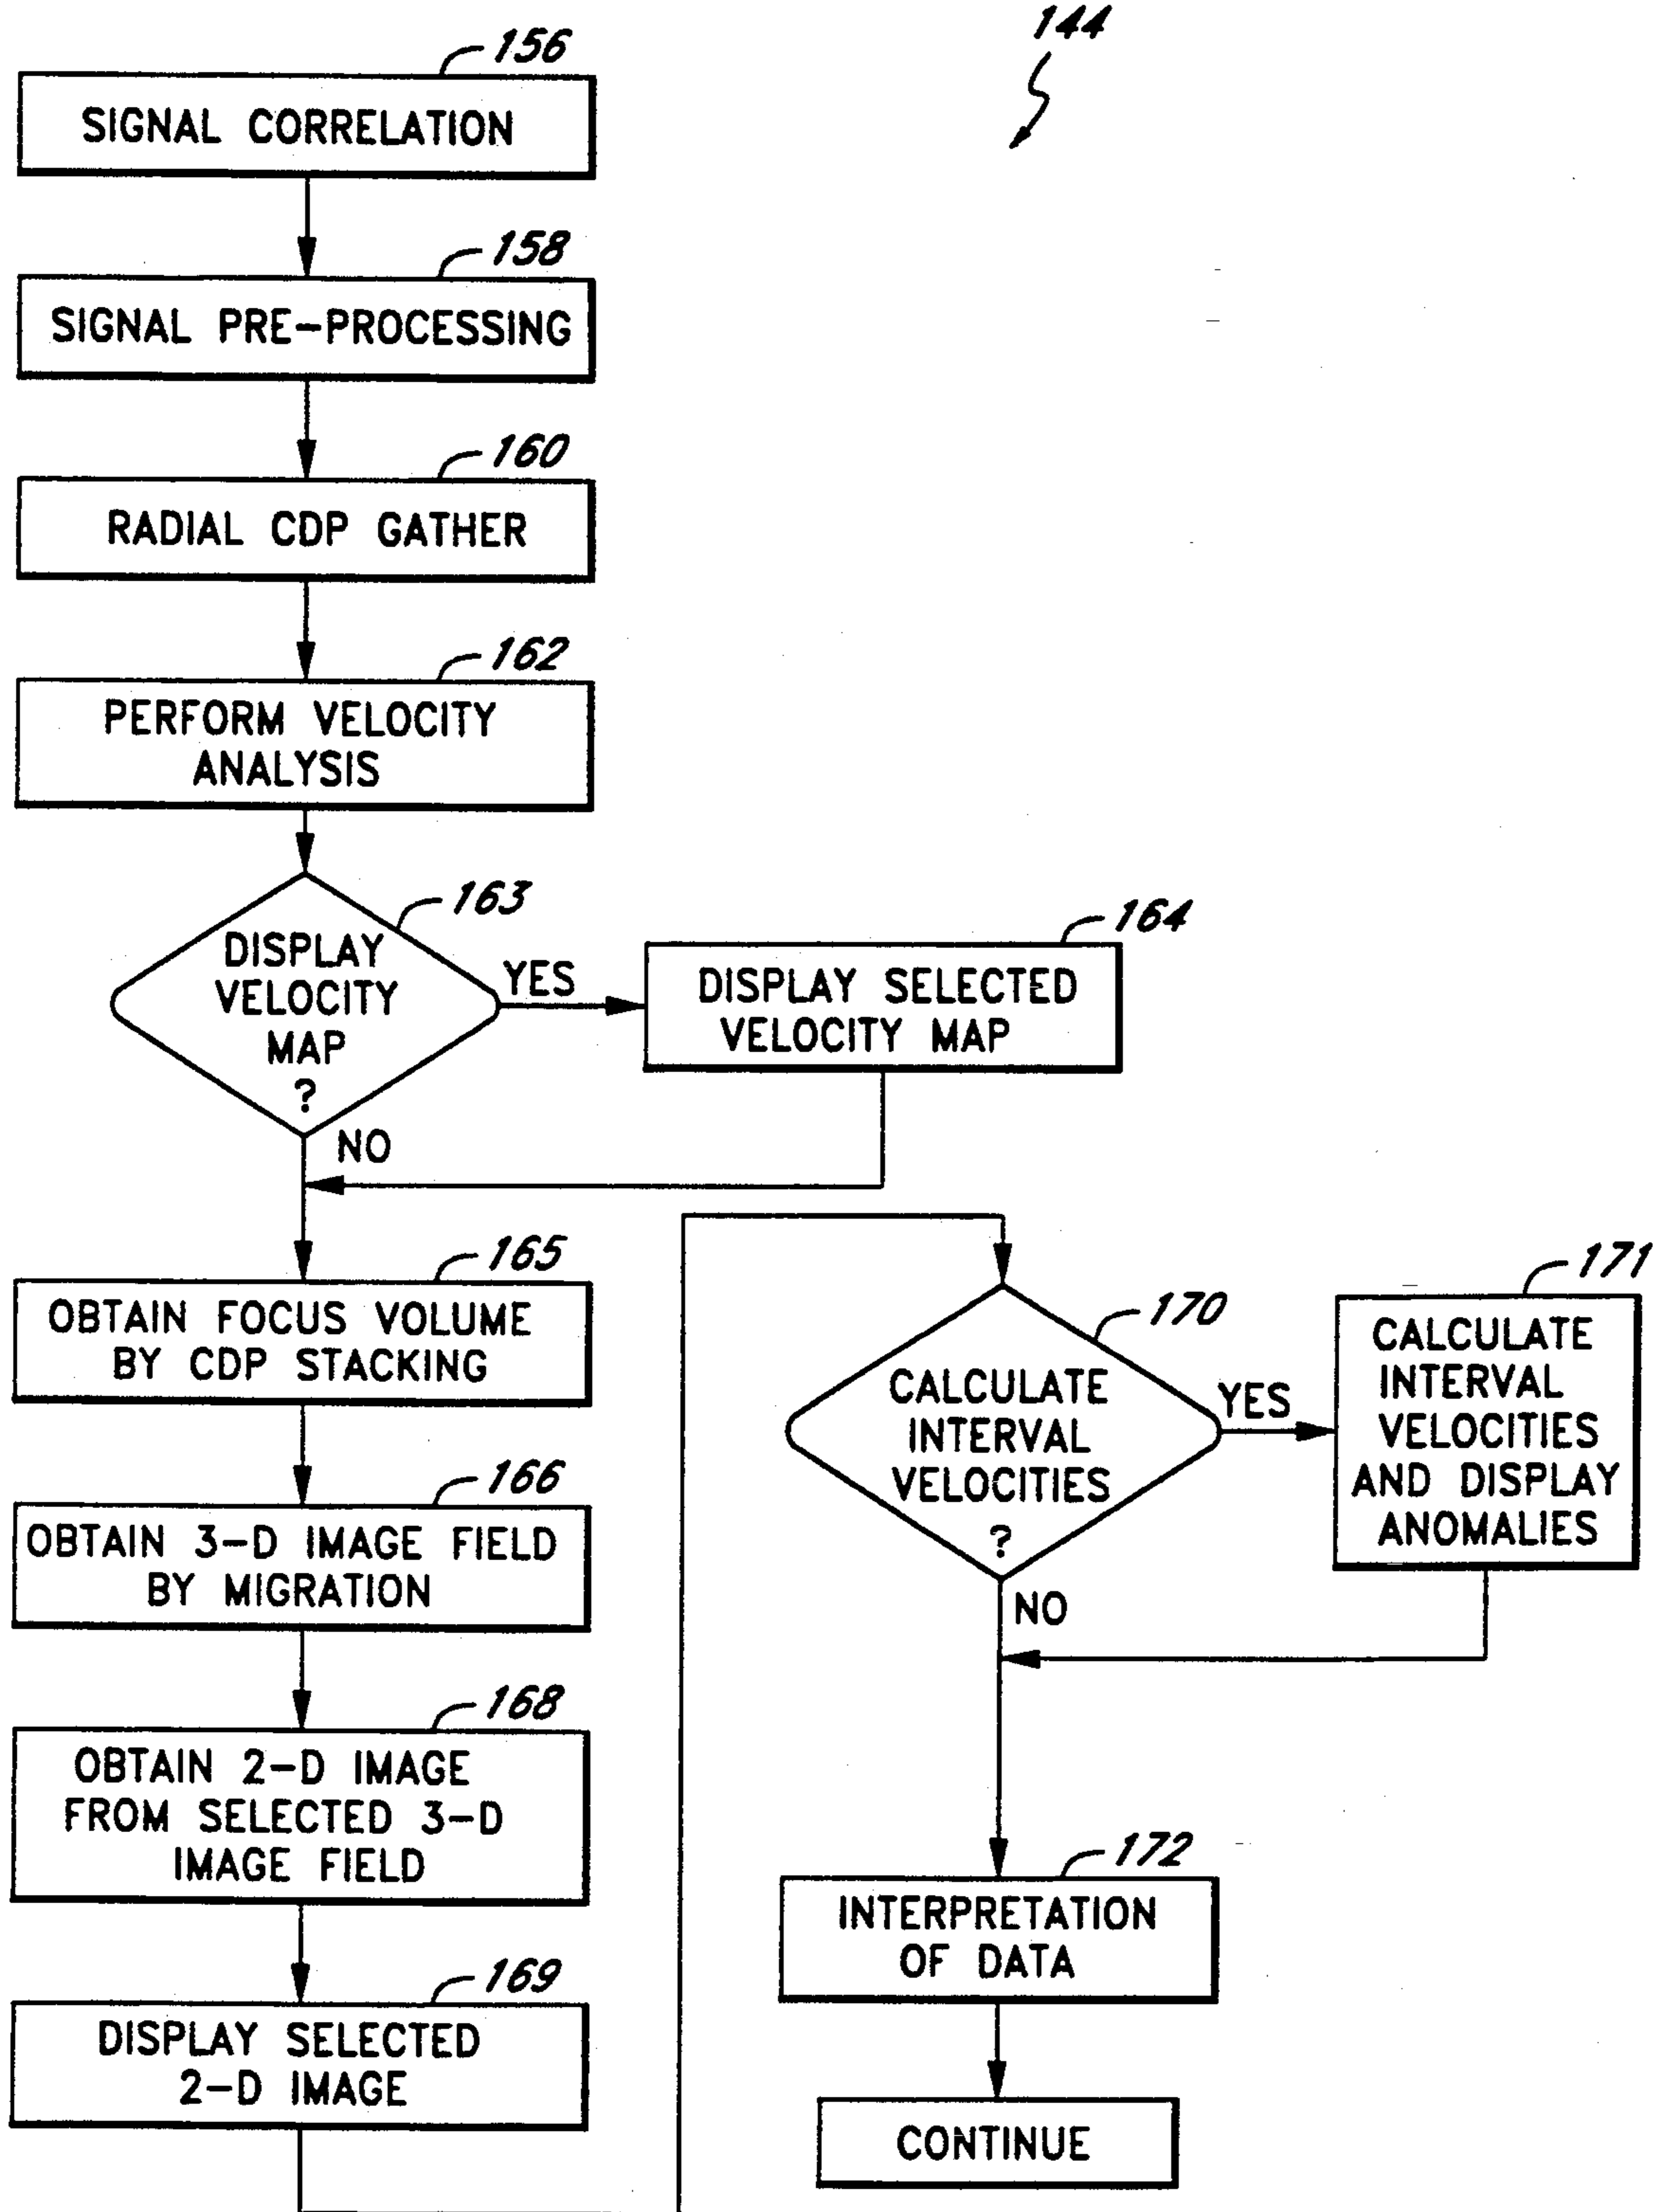 144
156
SIGNAL CORRELATION
158
SIGNAL PRE-PROCESSING
160
RADIAL CDP GATHER
162
PERFORM VELOCITY
ANALYSIS
163
DISPLAY
VELOCITY
MAP
?
YES
NO
164
DISPLAY SELECTED
VELOCITY MAP
165
OBTAIN FOCUS VOLUME
BY CDP STACKING
166
OBTAIN 3-D IMAGE FIELD
BY MIGRATION
168
OBTAIN 2-D IMAGE
FROM SELECTED 3-D
IMAGE FIELD
169
DISPLAY SELECTED
2-D IMAGE
170
CALCULATE
INTERVAL
VELOCITIES
?
YES
NO
171
CALCULATE
INTERVAL
VELOCITIES
AND DISPLAY
ANOMALIES
172
INTERPRETATION
OF DATA
CONTINUE